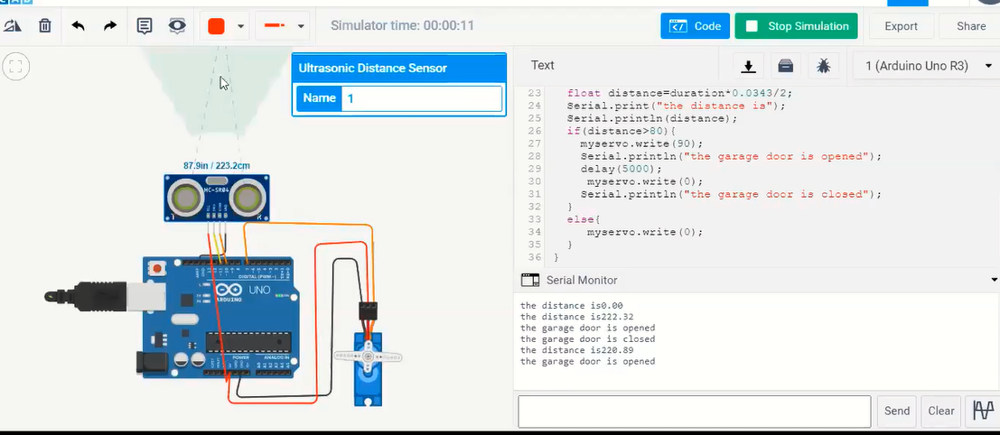 Simulator time: 00:00:11
Code
Stop Simulation
Export
Share
Ultrasonic Distance Sensor
Name 1
87.9in / 223.2cm
HC-SR04
DIGITAL (PWM~)
UNO
ARDUINO
POWER
ANALOG IN
Text
1 (Arduino Uno R3)
23 float distance=duration*0.0343/2;
24 Serial.print("the distance is");
25 Serial.println(distance);
26 if(distance>80){
27 myservo.write(90);
28 Serial.println("the garage door is opened");
29 delay(5000);
30 myservo.write(0);
31 Serial.println("the garage door is closed");
32 }
33 else{
34 myservo.write(0);
35 }
36 }
Serial Monitor
the distance is0.00
the distance is222.32
the garage door is opened
the garage door is closed
the distance is220.89
the garage door is opened
Send
Clear